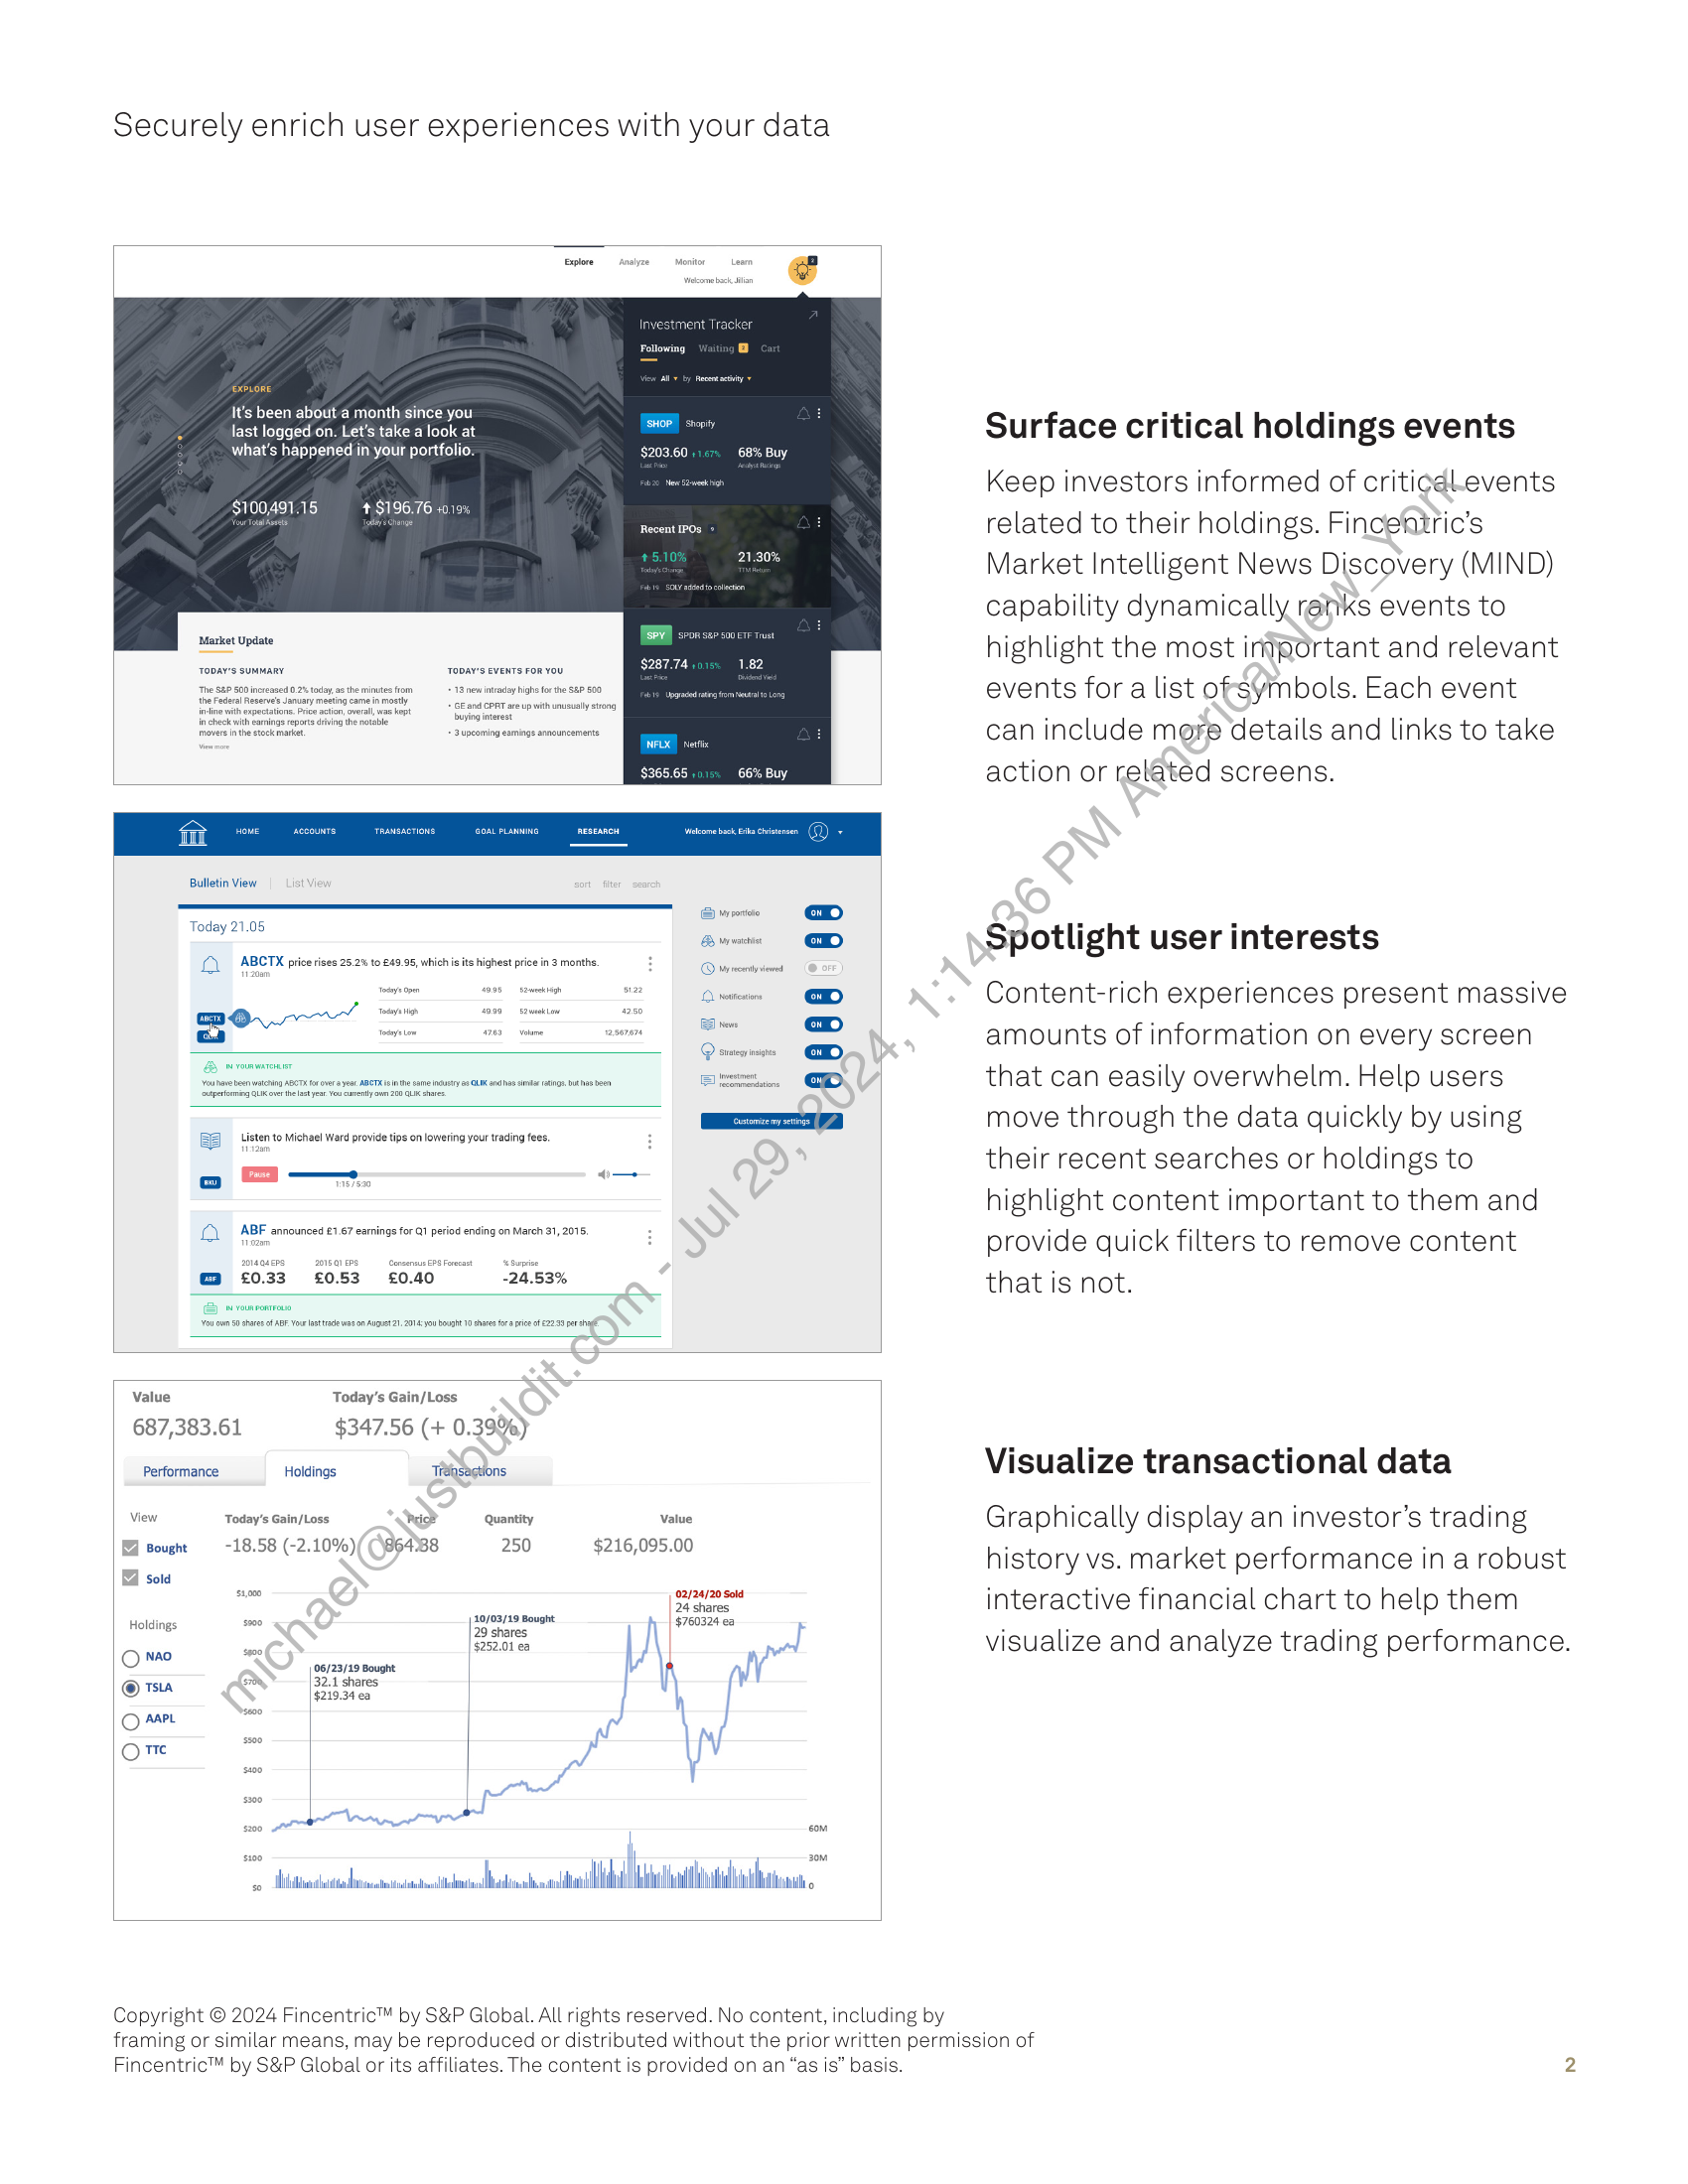 Securely enrich user experiences with your data
Explore Analyze Monitor Learn
Welcome back, Jillian
EXPLORE
It's been about a month since you
last logged on. Let's take a look at
what's happened in your portfolio.
$100,491.15 $196.76 +0.19%
Your Total Assets Today's Change
Investment Tracker
Following Waiting 2 Cart
View All by Recent activity
SHOP Shopify
$203.60 1.67% 68% Buy
Last Price Analyst Ratings
Feb 20 New 52-week high
Recent IPOs 9
5.10% 21.30%
Today's Change TTM Return
Feb 19 SOLY added to collection
SPY SPDR S&P 500 ETF Trust
$287.74 0.15% 1.82
Last Price Dividend Yield
Feb 19 Upgraded rating from Neutral to Long
NFLX Netflix
$365.65 0.15% 66% Buy
Market Update
TODAY'S SUMMARY
The S&P 500 increased 0.2% today, as the minutes from
the Federal Reserve's January meeting came in mostly
in-line with expectations. Price action, overall, was kept
in check with earnings reports driving the notable
movers in the stock market.
View more
TODAY'S EVENTS FOR YOU
• 13 new intraday highs for the S&P 500
• GE and CPRT are up with unusually strong
buying interest
• 3 upcoming earnings announcements
Surface critical holdings events
Keep investors informed of critical events
related to their holdings. Fincentric's
Market Intelligent News Discovery (MIND)
capability dynamically ranks events to
highlight the most important and relevant
events for a list of symbols. Each event
can include more details and links to take
action or related screens.
HOME ACCOUNTS TRANSACTIONS GOAL PLANNING RESEARCH Welcome back, Erika Christensen
Bulletin View | List View sort filter search
Today 21.05
ABCTX price rises 25.2% to £49.95, which is its highest price in 3 months.
11:20am
Today's Open 49.95 52-week High 51.22
Today's High 49.99 52 week Low 42.50
Today's Low 47.63 Volume 12,567,674
ABCTX
QLIK
IN YOUR WATCHLIST
You have been watching ABCTX for over a year. ABCTX is in the same industry as QLIK and has similar ratings, but has been
outperforming QLIK over the last year. You currently own 200 QLIK shares.
Listen to Michael Ward provide tips on lowering your trading fees.
11:12am
BKU
Pause
1:15 / 5:30
ABF announced £1.67 earnings for Q1 period ending on March 31, 2015.
11:02am
2014 Q4 EPS 2015 Q1 EPS Consensus EPS Forecast % Surprise
ABF £0.33 £0.53 £0.40 -24.53%
IN YOUR PORTFOLIO
You own 50 shares of ABF. Your last trade was on August 21, 2014; you bought 10 shares for a price of £22.33 per share.
My portfolio ON
My watchlist ON
My recently viewed OFF
Notifications ON
News ON
Strategy insights ON
Investment
recommendations ON
Customize my settings
Spotlight user interests
Content-rich experiences present massive
amounts of information on every screen
that can easily overwhelm. Help users
move through the data quickly by using
their recent searches or holdings to
highlight content important to them and
provide quick filters to remove content
that is not.
Value Today's Gain/Loss
687,383.61 $347.56 (+ 0.39%)
Performance Holdings Transactions
View
Bought
Sold
Holdings
NAO
TSLA
AAPL
TTC
Today's Gain/Loss Price Quantity Value
-18.58 (-2.10%) 864.38 250 $216,095.00
$1,000
$900
$800
$700
$600
$500
$400
$300
$200
$100
$0
06/23/19 Bought
32.1 shares
$219.34 ea
10/03/19 Bought
29 shares
$252.01 ea
02/24/20 Sold
24 shares
$760324 ea
60M
30M
0
Visualize transactional data
Graphically display an investor's trading
history vs. market performance in a robust
interactive financial chart to help them
visualize and analyze trading performance.
michael@justbuildit.com - Jul 29, 2024, 1:14:36 PM America/New_York
Copyright © 2024 Fincentric™ by S&P Global. All rights reserved. No content, including by
framing or similar means, may be reproduced or distributed without the prior written permission of
Fincentric™ by S&P Global or its affiliates. The content is provided on an "as is" basis.
2